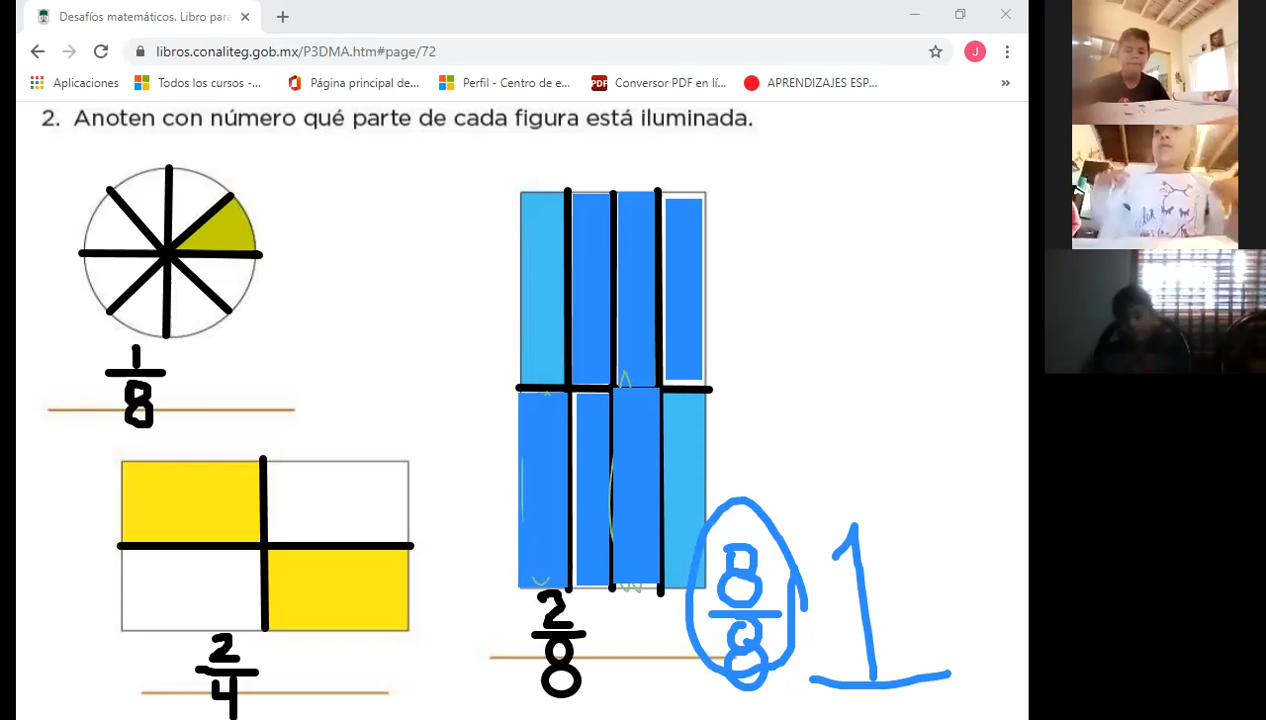 Desafíos matemáticos. Libro para
libros.conaliteg.gob.mx/P3DMA.htm#page/72
J
Aplicaciones
Todos los cursos -...
Página principal de...
Perfil - Centro de e...
PDF
Conversor PDF en lí...
APRENDIZAJES ESP...
»
2. Anoten con número qué parte de cada figura está iluminada.
1
8
2
4
2
8
8
8
1